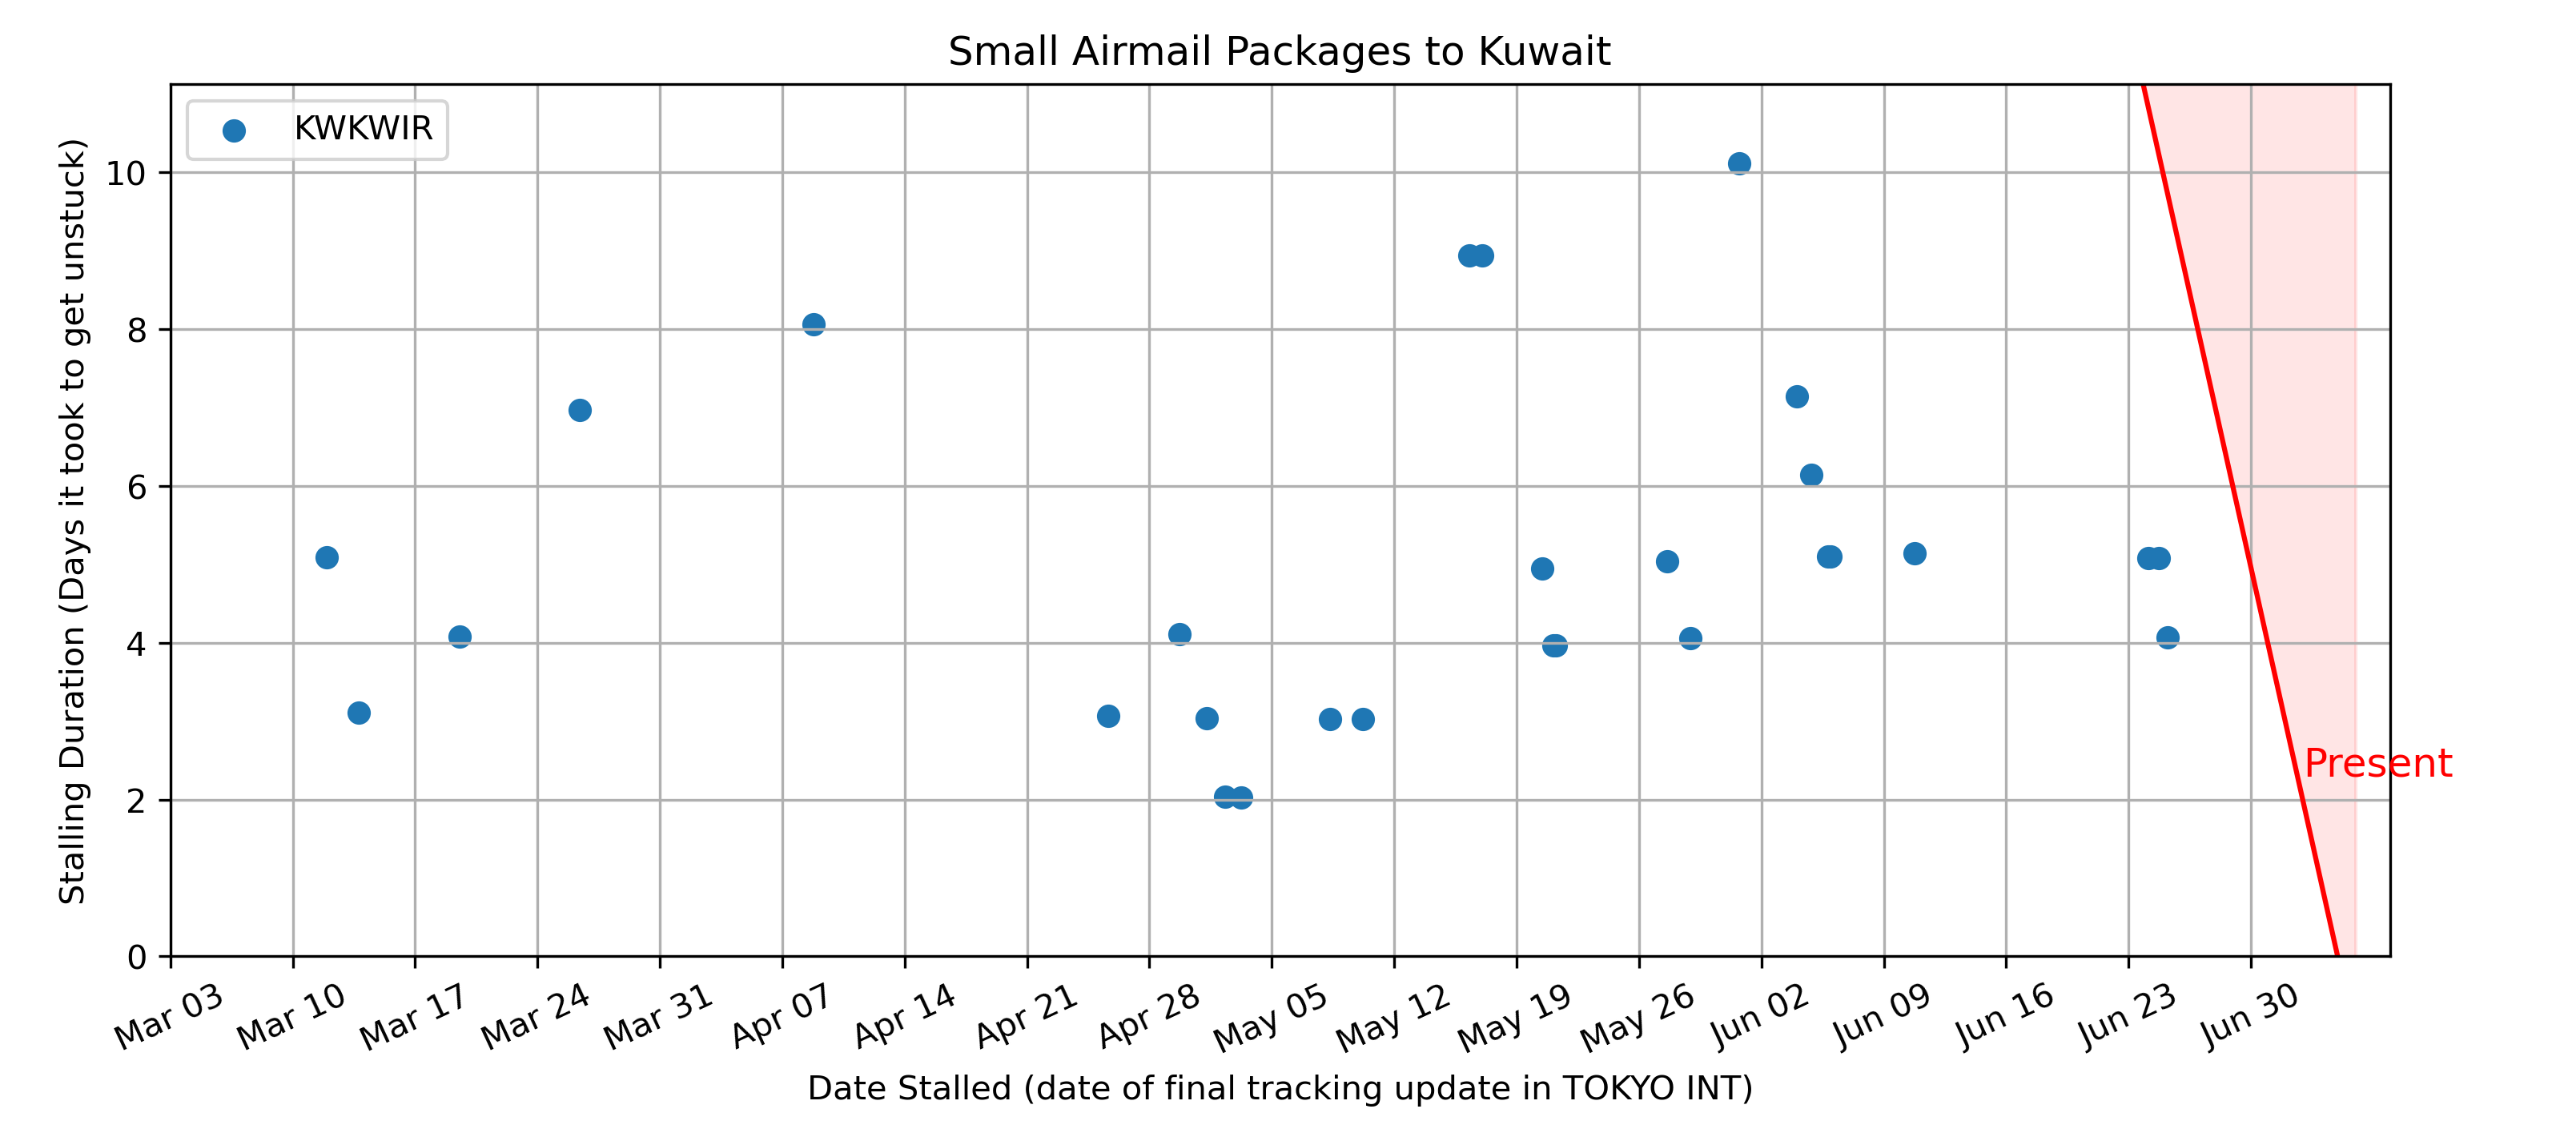 Small Airmail Packages to Kuwait
KWKWIR
Stalling Duration (Days it took to get unstuck)
10
8
6
4
2
0
Present
Mar 03
Mar 10
Mar 17
Mar 24
Mar 31
Apr 07
Apr 14
Apr 21
Apr 28
May 05
May 12
May 19
May 26
Jun 02
Jun 09
Jun 16
Jun 23
Jun 30
Date Stalled (date of final tracking update in TOKYO INT)